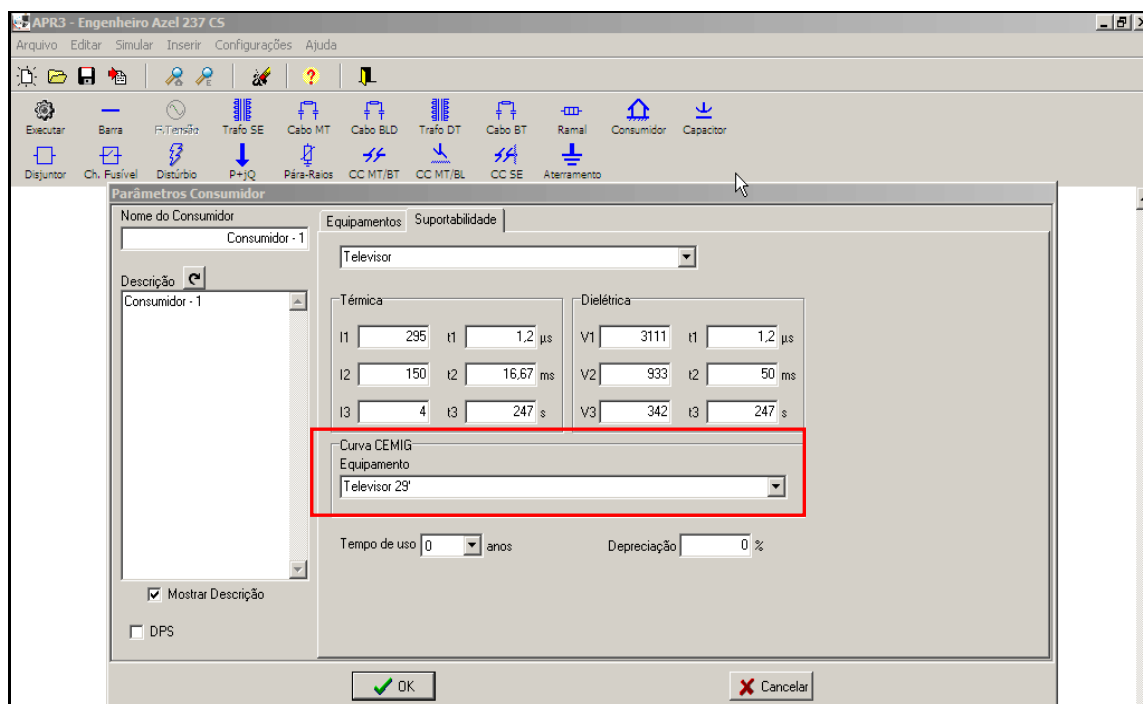 APR3 - Engenheiro Azel 237 CS
Arquivo Editar Simular Inserir Configurações Ajuda
Executar Barra F.Tensão Trafo SE Cabo MT Cabo BLD Trafo DT Cabo BT Ramal Consumidor Capacitor
Disjuntor Ch. Fusível Distúrbio P+jQ Pára-Raios CC MT/BT CC MT/BL CC SE Aterramento
Parâmetros Consumidor
Nome do Consumidor
Consumidor - 1
Descrição
Consumidor - 1
Mostrar Descrição
DPS
Equipamentos Suportabilidade
Televisor
Térmica
I1 295 t1 1,2 µs
I2 150 t2 16,67 ms
I3 4 t3 247 s
Dielétrica
V1 3111 t1 1,2 µs
V2 933 t2 50 ms
V3 342 t3 247 s
Curva CEMIG
Equipamento
Televisor 29'
Tempo de uso 0 anos Depreciação 0 %
OK Cancelar